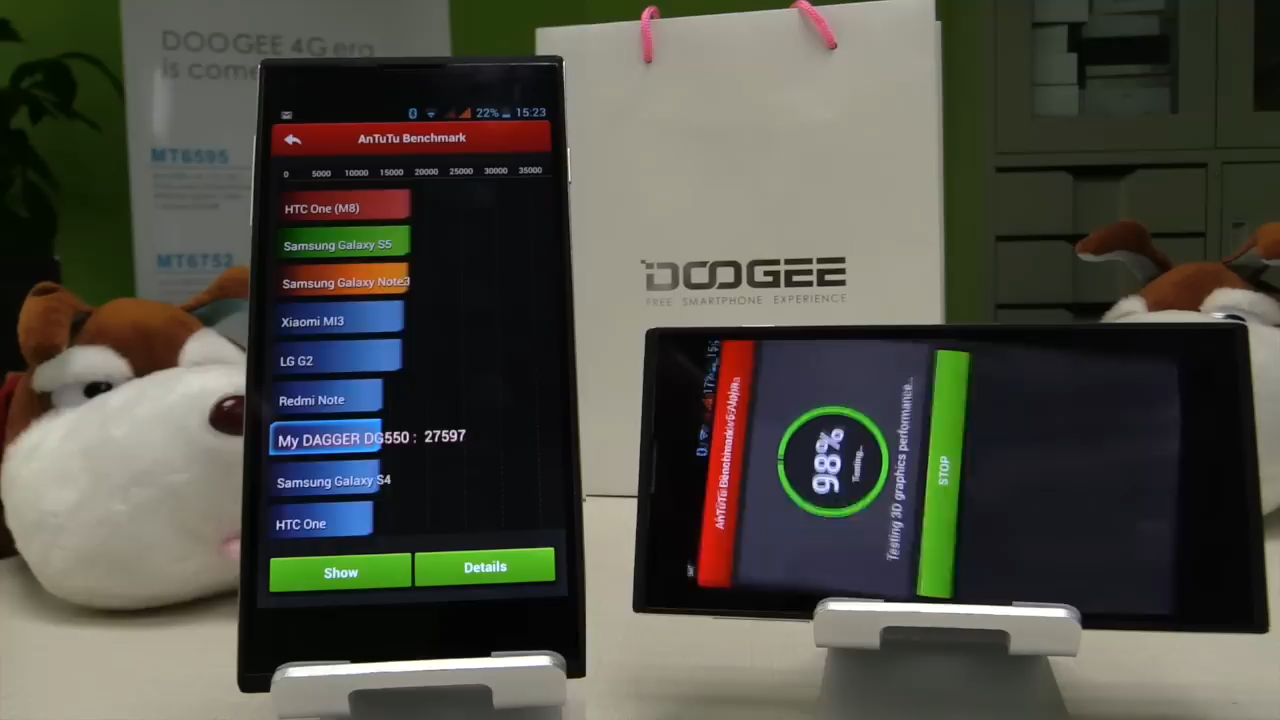 DOOGEE 4G era
is come
MT6595
MT6752
22% 15:23
AnTuTu Benchmark
0 5000 10000 15000 20000 25000 30000 35000
HTC One (M8)
Samsung Galaxy S5
Samsung Galaxy Note3
Xiaomi MI3
LG G2
Redmi Note
My DAGGER DG550 : 27597
Samsung Galaxy S4
HTC One
Show Details
DOOGEE
FREE SMARTPHONE EXPERIENCE
17%
AnTuTu Benchmark
98%
Testing...
Testing 3D graphics performance...
STOP